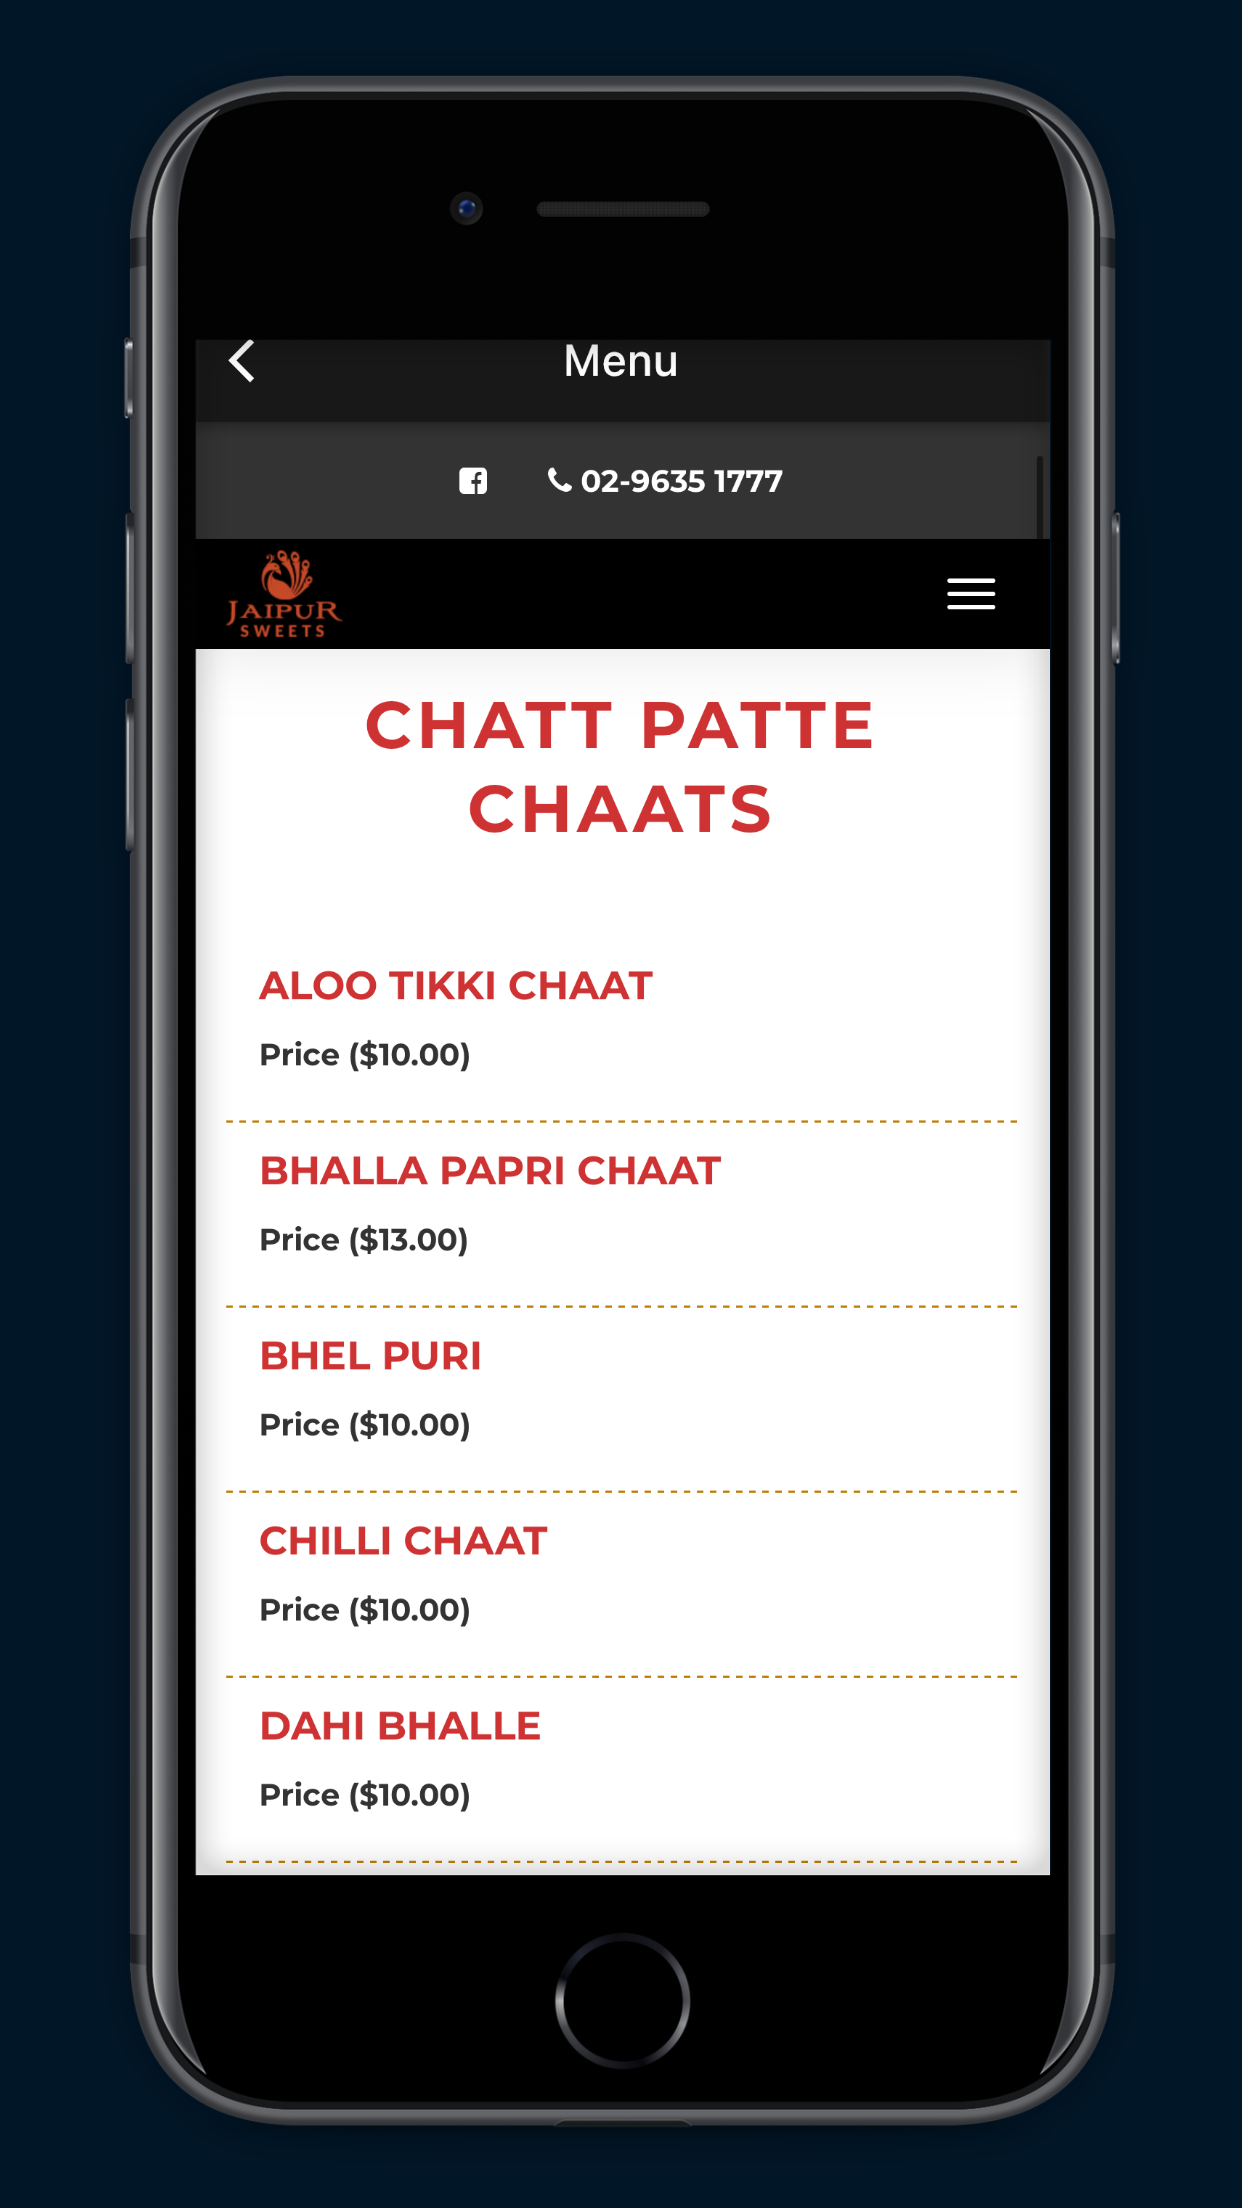 Menu
02-9635 1777
JAIPUR
SWEETS
CHATT PATTE
CHAATS
ALOO TIKKI CHAAT
Price ($10.00)
BHALLA PAPRI CHAAT
Price ($13.00)
BHEL PURI
Price ($10.00)
CHILLI CHAAT
Price ($10.00)
DAHI BHALLE
Price ($10.00)